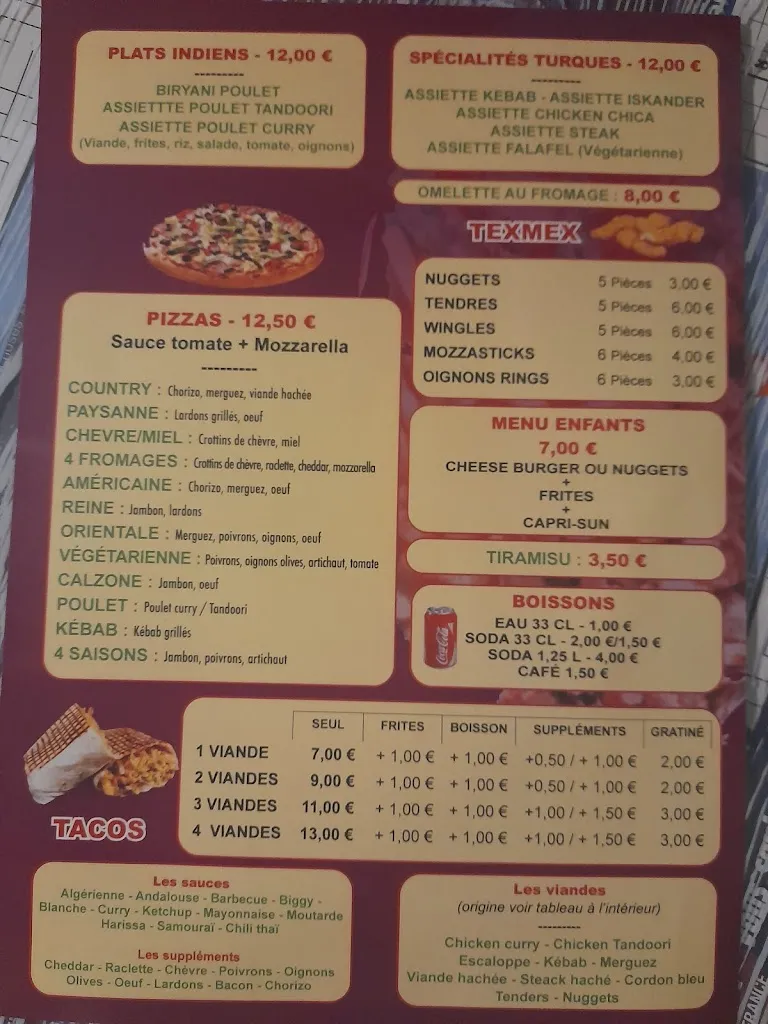 PLATS INDIENS - 12,00 €
---------
BIRYANI POULET
ASSIETTTE POULET TANDOORI
ASSIETTE POULET CURRY
(Viande, frites, riz, salade, tomate, oignons)
SPÉCIALITÉS TURQUES - 12,00 €
---------
ASSIETTE KEBAB - ASSIETTE ISKANDER
ASSIETTE CHICKEN CHICA
ASSIETTE STEAK
ASSIETTE FALAFEL (Végétarienne)
OMELETTE AU FROMAGE : 8,00 €
TEXMEX
NUGGETS 5 Pièces 3,00 €
TENDRES 5 Pièces 6,00 €
WINGLES 5 Pièces 6,00 €
MOZZASTICKS 6 Pièces 4,00 €
OIGNONS RINGS 6 Pièces 3,00 €
PIZZAS - 12,50 €
Sauce tomate + Mozzarella
---------
COUNTRY : Chorizo, merguez, viande hachée
PAYSANNE : Lardons grillés, oeuf
CHEVRE/MIEL : Crottins de chèvre, miel
4 FROMAGES : Crottins de chèvre, raclette, cheddar, mozzarella
AMÉRICAINE : Chorizo, merguez, oeuf
REINE : Jambon, lardons
ORIENTALE : Merguez, poivrons, oignons, oeuf
VÉGÉTARIENNE : Poivrons, oignons olives, artichaut, tomate
CALZONE : Jambon, oeuf
POULET : Poulet curry / Tandoori
KÉBAB : Kébab grillés
4 SAISONS : Jambon, poivrons, artichaut
MENU ENFANTS
7,00 €
CHEESE BURGER OU NUGGETS
+
FRITES
+
CAPRI-SUN
TIRAMISU : 3,50 €
BOISSONS
EAU 33 CL - 1,00 €
SODA 33 CL - 2,00 €/1,50 €
SODA 1,25 L - 4,00 €
CAFÉ 1,50 €
Coca-Cola
SEUL FRITES BOISSON SUPPLÉMENTS GRATINÉ
1 VIANDE 7,00 € + 1,00 € + 1,00 € +0,50 / + 1,00 € 2,00 €
2 VIANDES 9,00 € + 1,00 € + 1,00 € +0,50 / + 1,00 € 2,00 €
3 VIANDES 11,00 € + 1,00 € + 1,00 € +1,00 / + 1,50 € 3,00 €
4 VIANDES 13,00 € + 1,00 € + 1,00 € +1,00 / + 1,50 € 3,00 €
TACOS
Les sauces
Algérienne - Andalouse - Barbecue - Biggy -
Blanche - Curry - Ketchup - Mayonnaise - Moutarde
Harissa - Samouraï - Chili thaï
Les suppléments
Cheddar - Raclette - Chévre - Poivrons - Oignons
Olives - Oeuf - Lardons - Bacon - Chorizo
Les viandes
(origine voir tableau à l'intérieur)
---------
Chicken curry - Chicken Tandoori
Escaloppe - Kébab - Merguez
Viande hachée - Steack haché - Cordon bleu
Tenders - Nuggets